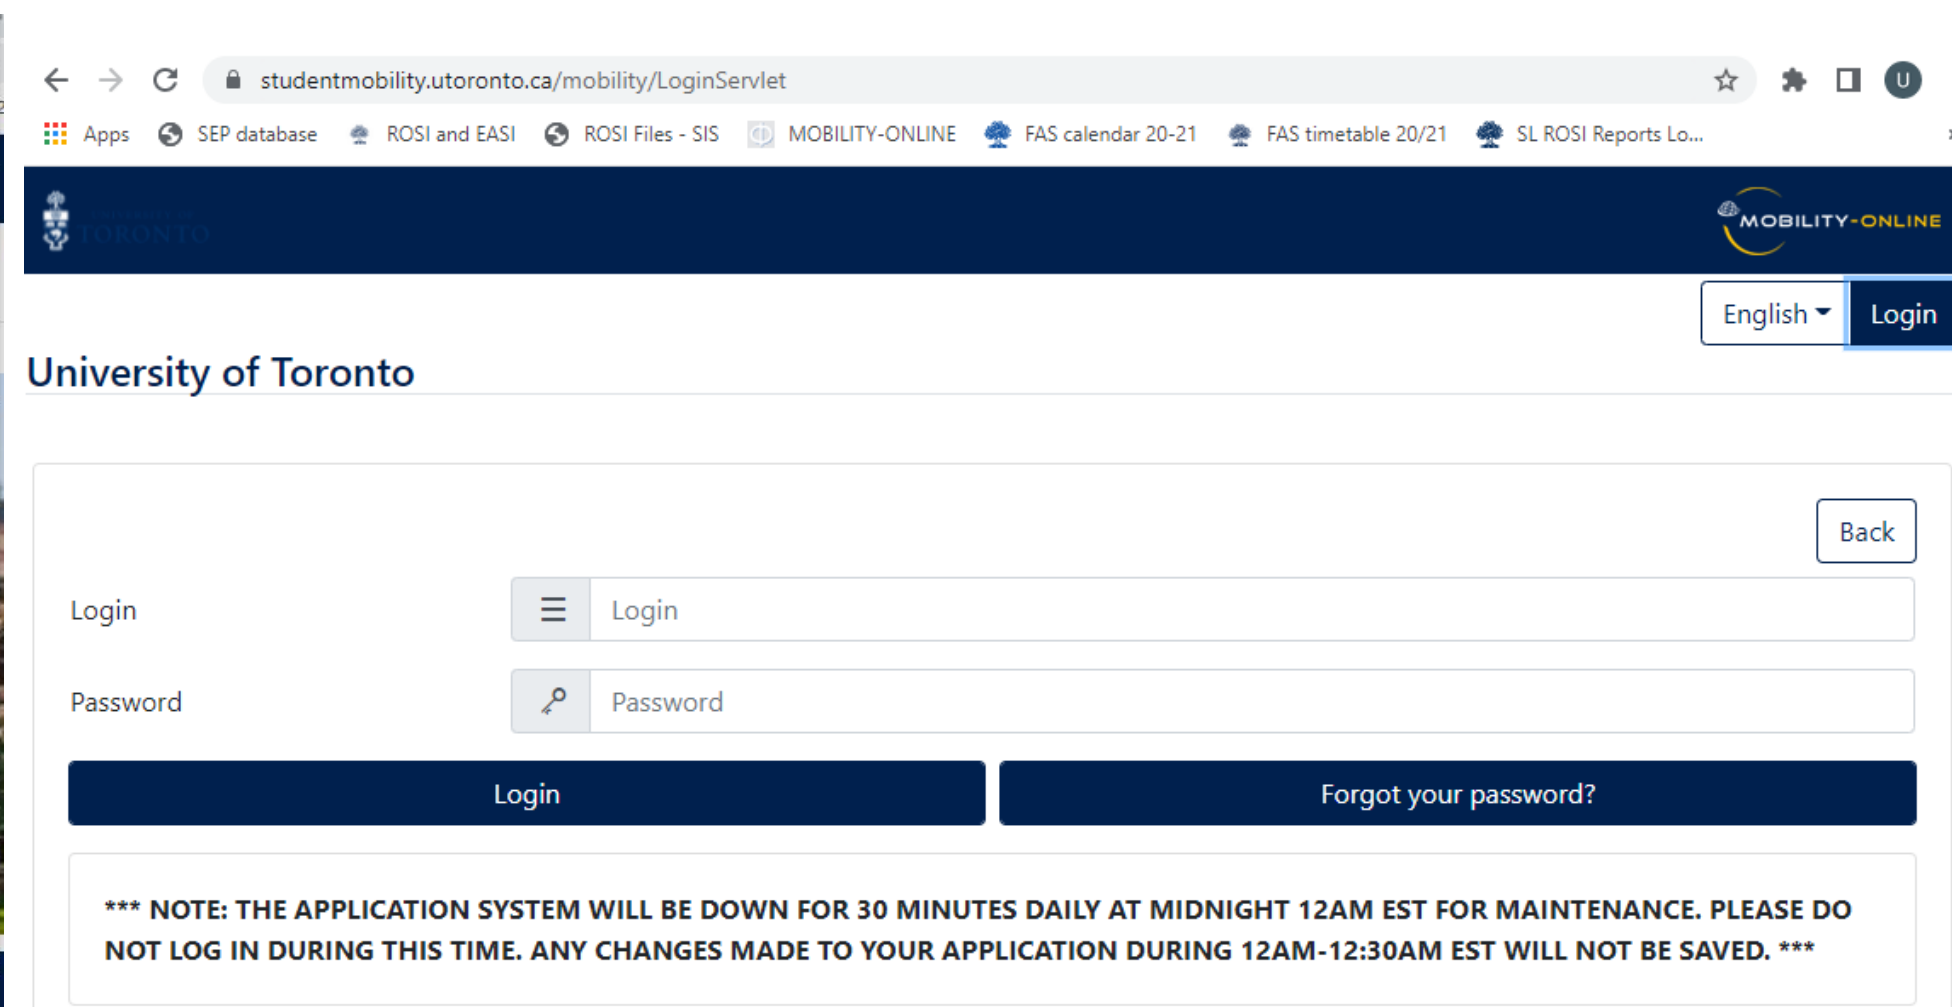 studentmobility.utoronto.ca/mobility/LoginServlet
U
Apps SEP database ROSI and EASI ROSI Files - SIS MOBILITY-ONLINE FAS calendar 20-21 FAS timetable 20/21 SL ROSI Reports Lo...
TORONTO
MOBILITY-ONLINE
English Login
University of Toronto
Back
Login Login
Password Password
Login Forgot your password?
*** NOTE: THE APPLICATION SYSTEM WILL BE DOWN FOR 30 MINUTES DAILY AT MIDNIGHT 12AM EST FOR MAINTENANCE. PLEASE DO
NOT LOG IN DURING THIS TIME. ANY CHANGES MADE TO YOUR APPLICATION DURING 12AM-12:30AM EST WILL NOT BE SAVED. ***